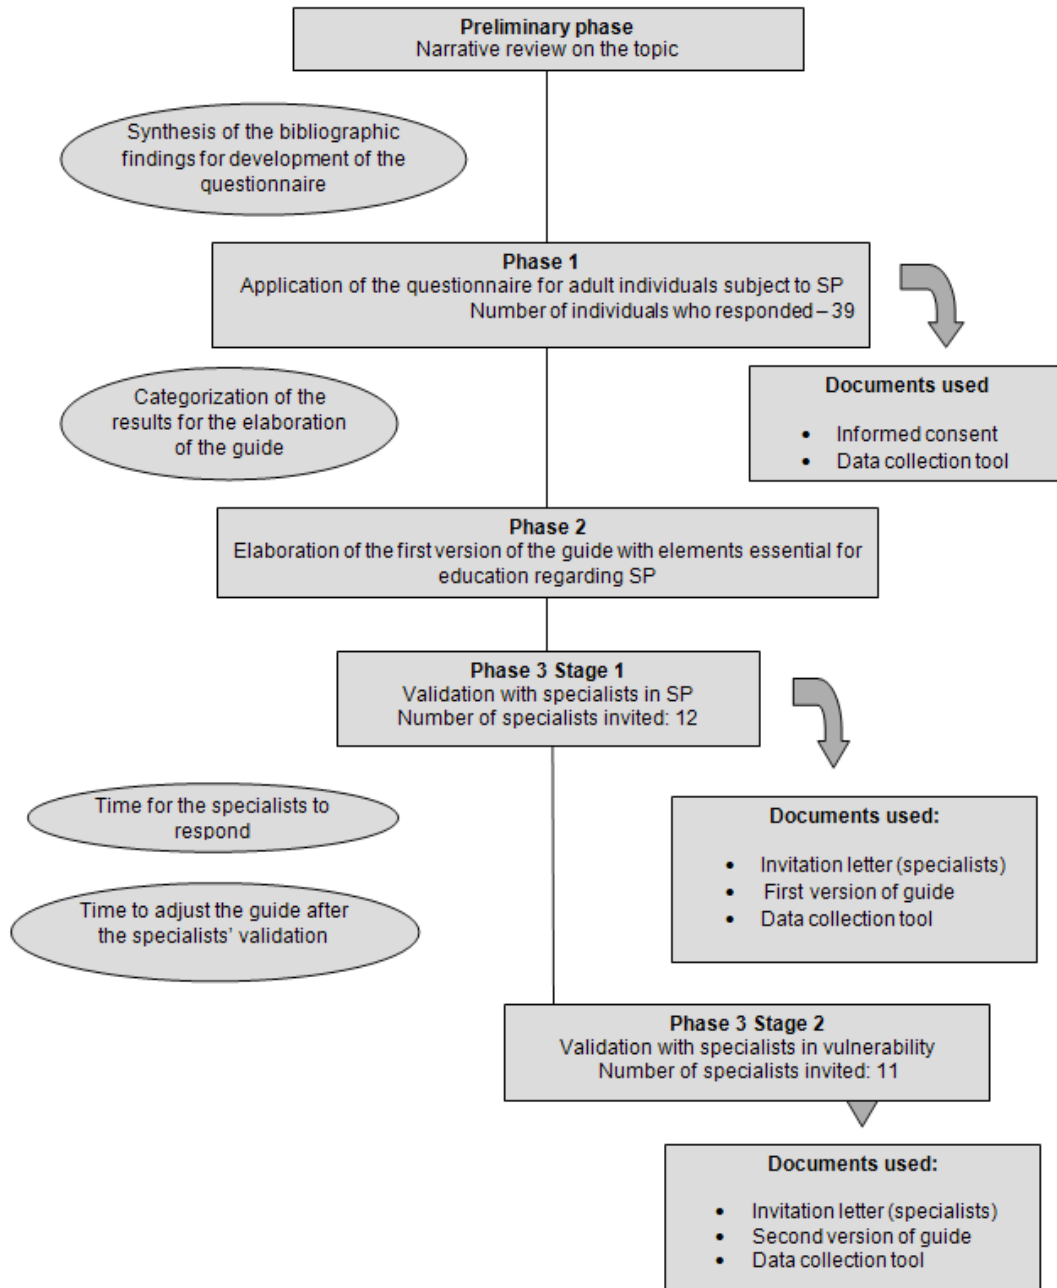 Preliminary phase
Narrative review on the topic
Synthesis of the bibliographic
findings for development of the
questionnaire
Phase 1
Application of the questionnaire for adult individuals subject to SP
Number of individuals who responded – 39
Categorization of the
results for the elaboration
of the guide
Documents used
• Informed consent
• Data collection tool
Phase 2
Elaboration of the first version of the guide with elements essential for
education regarding SP
Phase 3 Stage 1
Validation with specialists in SP
Number of specialists invited: 12
Time for the specialists to
respond
Time to adjust the guide after
the specialists' validation
Documents used:
• Invitation letter (specialists)
• First version of guide
• Data collection tool
Phase 3 Stage 2
Validation with specialists in vulnerability
Number of specialists invited: 11
Documents used:
• Invitation letter (specialists)
• Second version of guide
• Data collection tool